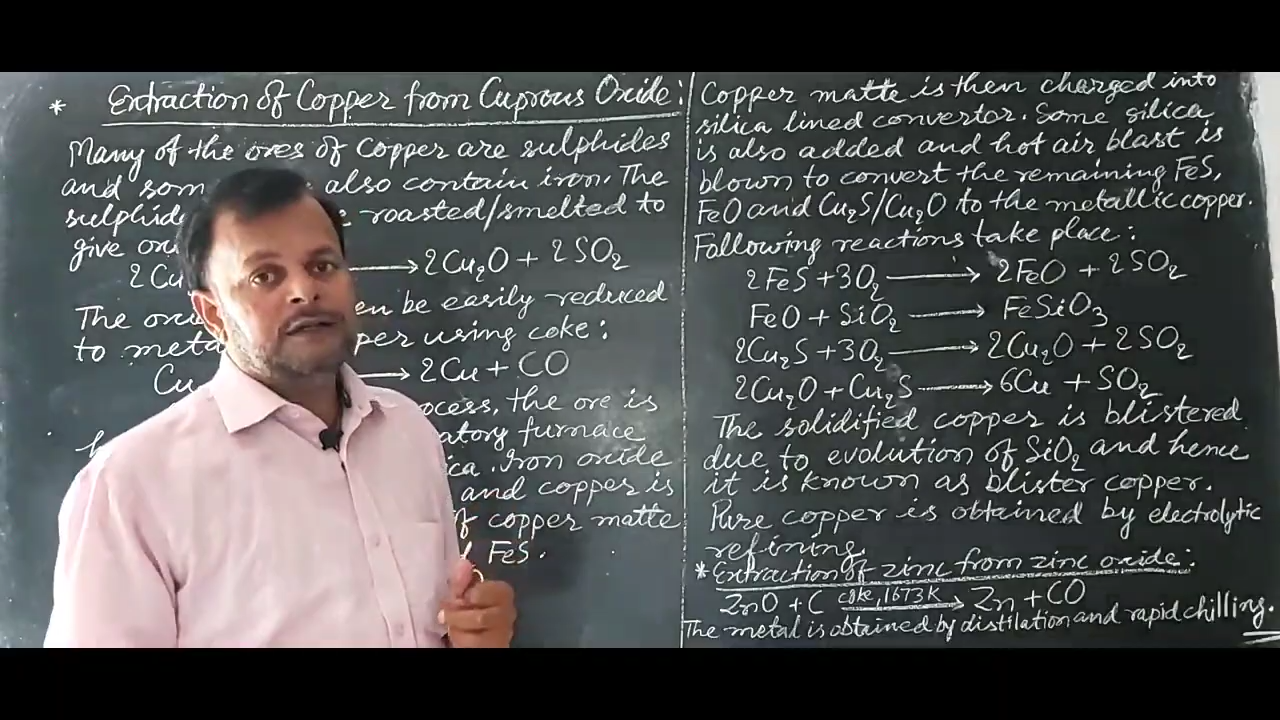 * Extraction of Copper from Cuprous Oxide:
Many of the ores of copper are sulphides
and som also contain iron. The
sulphide roasted/smelted to
give
2Cu → 2Cu₂O + 2SO₂
The en be easily reduced
to meta per using coke:
Cu → 2Cu + CO
ocess, the ore is
atory furnace
ica. Iron oxide
and copper is
of copper matte
FeS.
Copper matte is then charged into
silica lined convertor. Some silica
is also added and hot air blast is
blown to convert the remaining FeS,
FeO and Cu₂S/Cu₂O to the metallic copper.
Following reactions take place:
2FeS + 3O₂ → 2FeO + 2SO₂
FeO + SiO₂ → FeSiO₃
2Cu₂S + 3O₂ → 2Cu₂O + 2SO₂
2Cu₂O + Cu₂S → 6Cu + SO₂
The solidified copper is blistered
due to evolution of SiO₂ and hence
it is known as blister copper.
Pure copper is obtained by electrolytic
refining.
* Extraction of zinc from zinc oxide:
ZnO + C coke, 1673K → Zn + CO
The metal is obtained by distilation and rapid chilling.